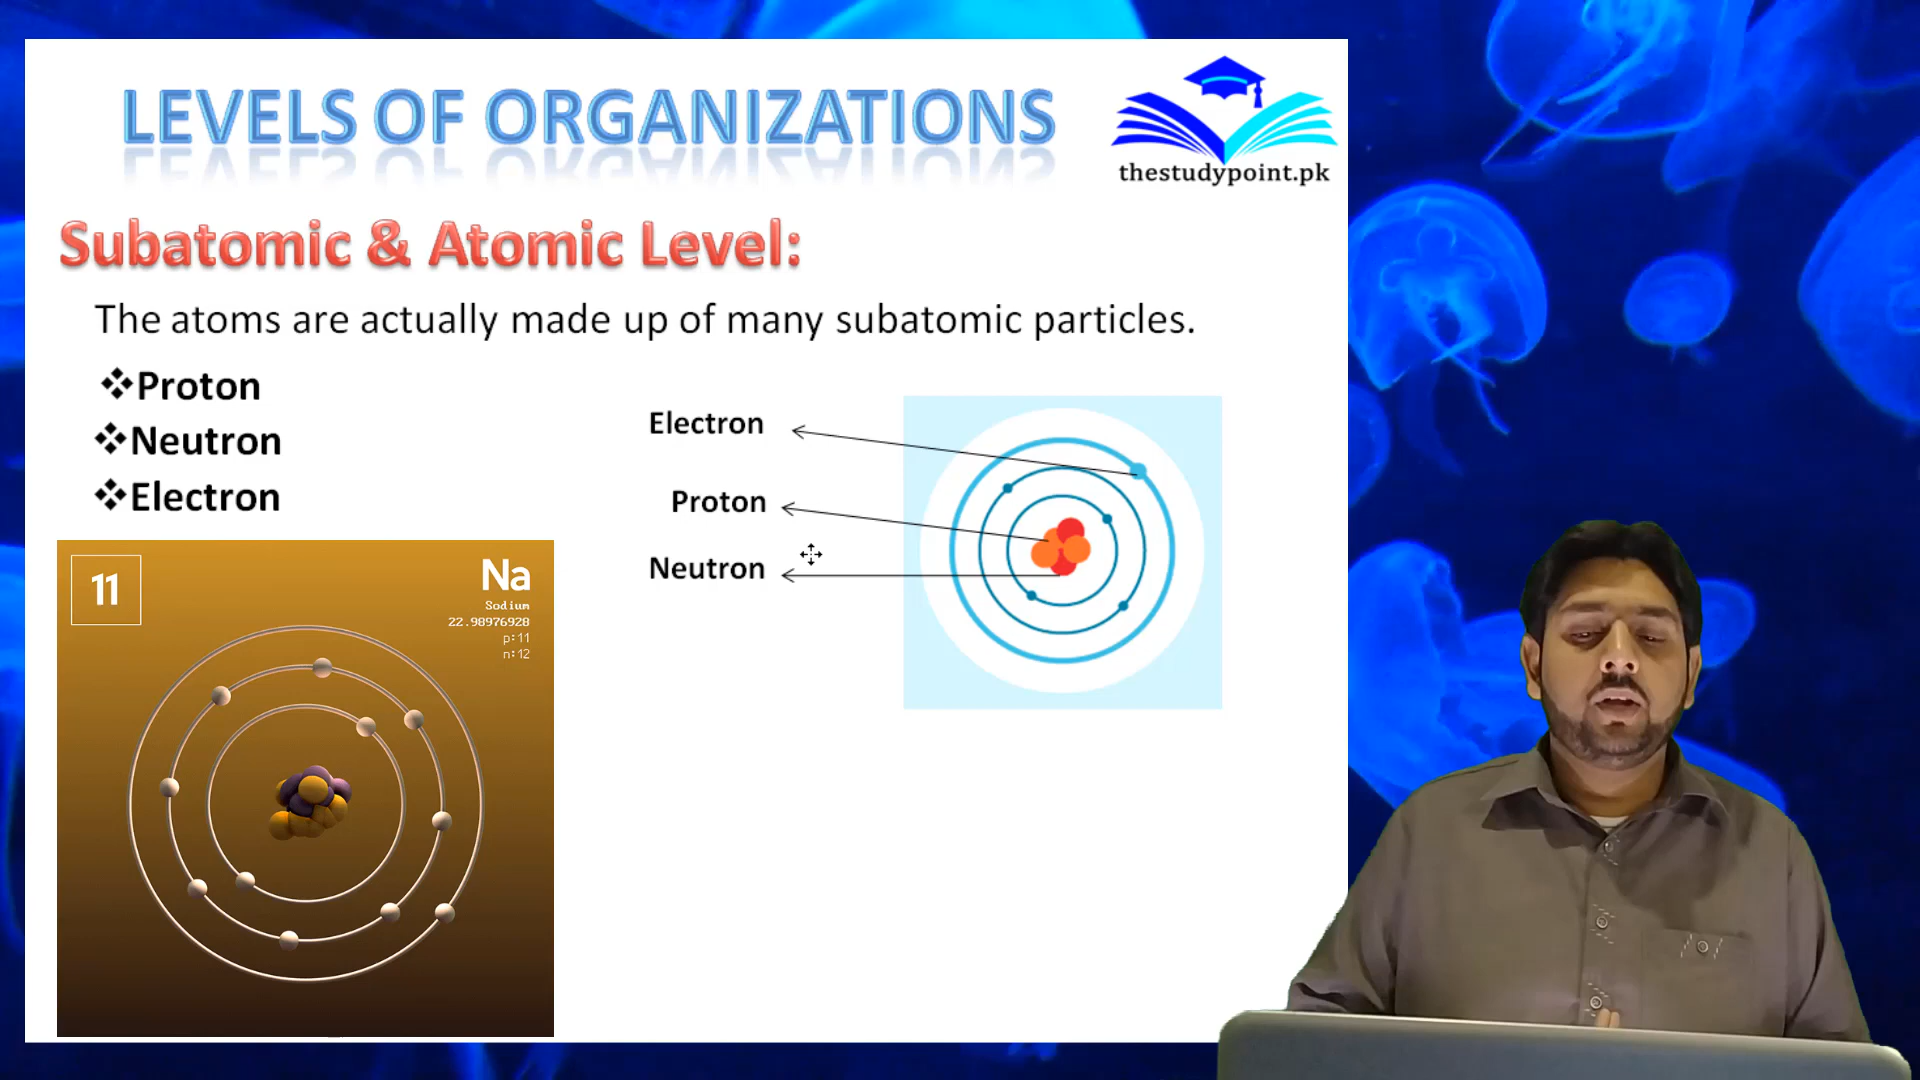 LEVELS OF ORGANIZATIONS
thestudypoint.pk
Subatomic & Atomic Level:
The atoms are actually made up of many subatomic particles.
❖Proton
❖Neutron
❖Electron
Electron
Proton
Neutron
11
Na
Sodium
22.98976928
p:11
n:12